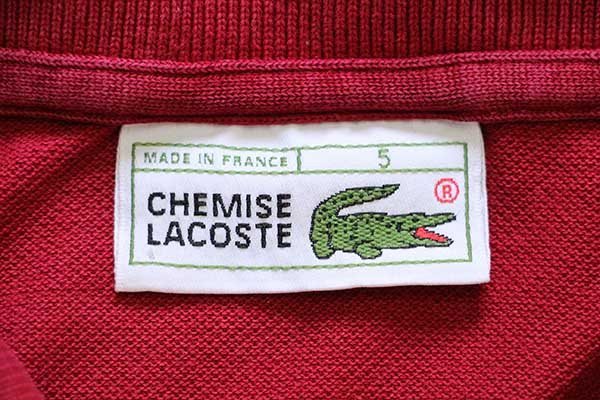 MADE IN FRANCE 5
CHEMISE
LACOSTE
®